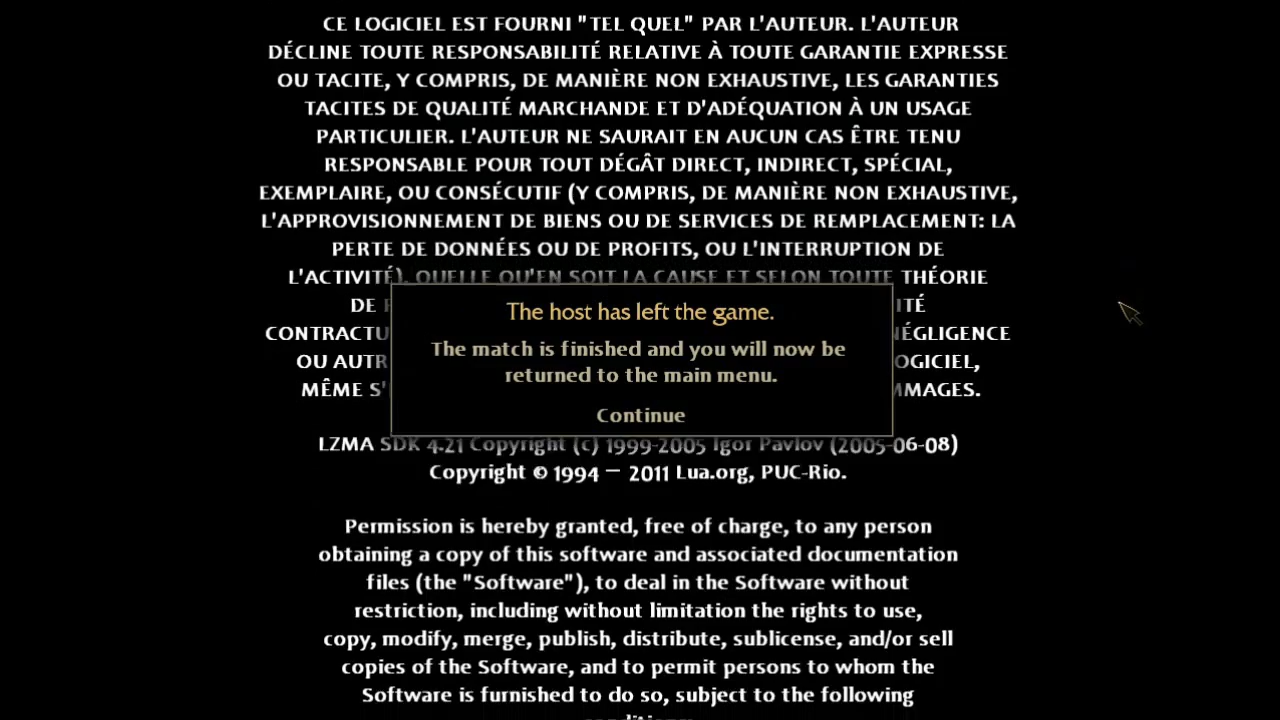 CE LOGICIEL EST FOURNI "TEL QUEL" PAR L'AUTEUR. L'AUTEUR
DÉCLINE TOUTE RESPONSABILITÉ RELATIVE À TOUTE GARANTIE EXPRESSE
OU TACITE, Y COMPRIS, DE MANIÈRE NON EXHAUSTIVE, LES GARANTIES
TACITES DE QUALITÉ MARCHANDE ET D'ADÉQUATION À UN USAGE
PARTICULIER. L'AUTEUR NE SAURAIT EN AUCUN CAS ÊTRE TENU
RESPONSABLE POUR TOUT DÉGÂT DIRECT, INDIRECT, SPÉCIAL,
EXEMPLAIRE, OU CONSÉCUTIF (Y COMPRIS, DE MANIÈRE NON EXHAUSTIVE,
L'APPROVISIONNEMENT DE BIENS OU DE SERVICES DE REMPLACEMENT: LA
PERTE DE DONNÉES OU DE PROFITS, OU L'INTERRUPTION DE
L'ACTIVITÉ), QUELLE QU'EN SOIT LA CAUSE ET SELON TOUTE THÉORIE
DE
The host has left the game.
The match is finished and you will now be
returned to the main menu.
Continue
OU
MÊME
LZMA SDK 4.21 Copyright (c) 1999-2005 Igor Pavlov (2005-06-08)
Copyright © 1994 – 2011 Lua.org, PUC-Rio.
Permission is hereby granted, free of charge, to any person
obtaining a copy of this software and associated documentation
files (the "Software"), to deal in the Software without
restriction, including without limitation the rights to use,
copy, modify, merge, publish, distribute, sublicense, and/or sell
copies of the Software, and to permit persons to whom the
Software is furnished to do so, subject to the following